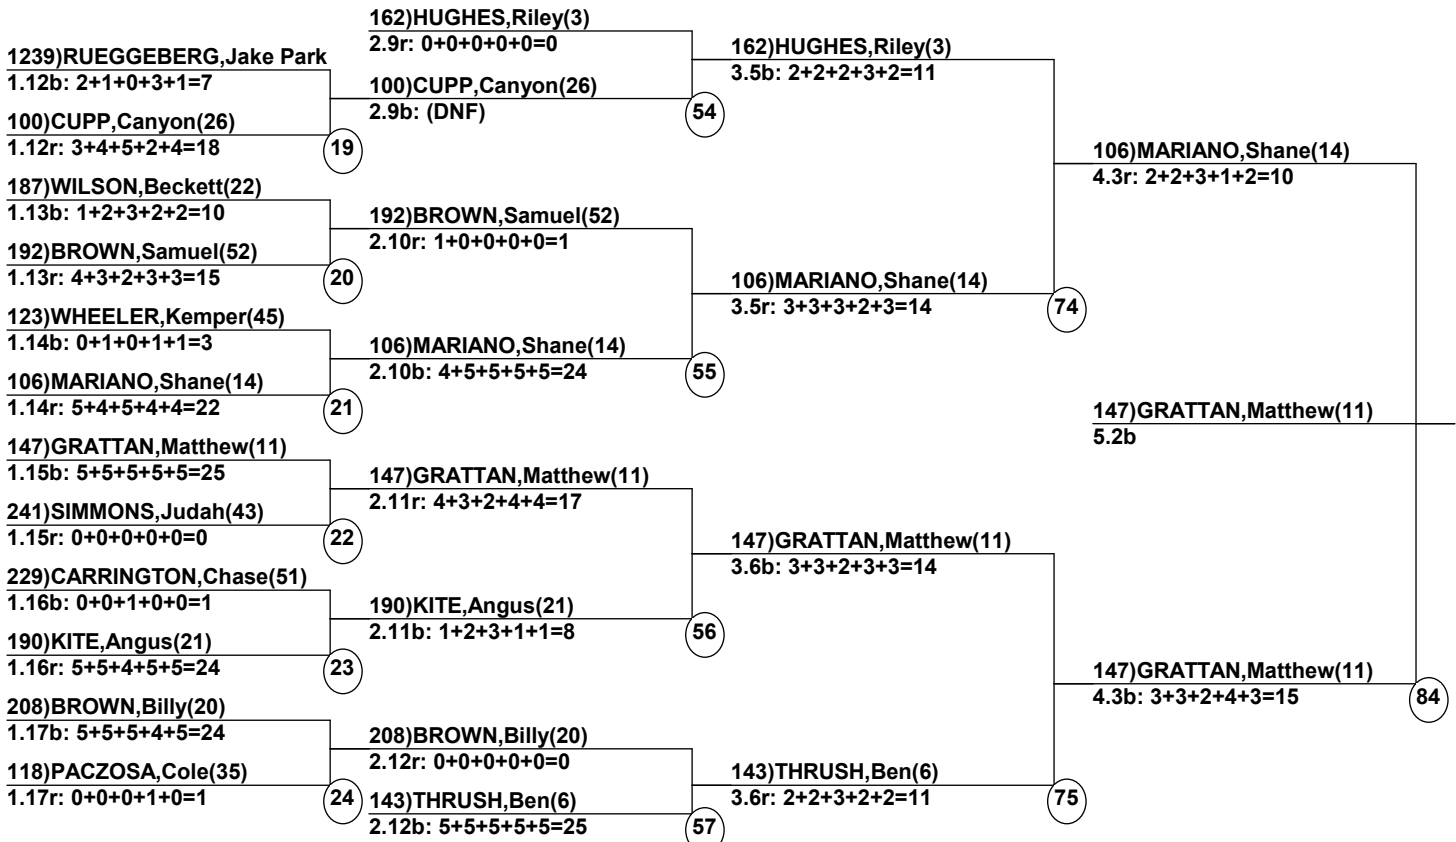 1239)RUEGGEBERG,Jake Park
1.12b: 2+1+0+3+1=7
100)CUPP,Canyon(26)
1.12r: 3+4+5+2+4=18
19
187)WILSON,Beckett(22)
1.13b: 1+2+3+2+2=10
192)BROWN,Samuel(52)
1.13r: 4+3+2+3+3=15
20
123)WHEELER,Kemper(45)
1.14b: 0+1+0+1+1=3
106)MARIANO,Shane(14)
1.14r: 5+4+5+4+4=22
21
147)GRATTAN,Matthew(11)
1.15b: 5+5+5+5+5=25
241)SIMMONS,Judah(43)
1.15r: 0+0+0+0+0=0
22
229)CARRINGTON,Chase(51)
1.16b: 0+0+1+0+0=1
190)KITE,Angus(21)
1.16r: 5+5+4+5+5=24
23
208)BROWN,Billy(20)
1.17b: 5+5+5+4+5=24
118)PACZOSA,Cole(35)
1.17r: 0+0+0+1+0=1
24
162)HUGHES,Riley(3)
2.9r: 0+0+0+0+0=0
100)CUPP,Canyon(26)
2.9b: (DNF)
54
192)BROWN,Samuel(52)
2.10r: 1+0+0+0+0=1
106)MARIANO,Shane(14)
2.10b: 4+5+5+5+5=24
55
147)GRATTAN,Matthew(11)
2.11r: 4+3+2+4+4=17
190)KITE,Angus(21)
2.11b: 1+2+3+1+1=8
56
208)BROWN,Billy(20)
2.12r: 0+0+0+0+0=0
143)THRUSH,Ben(6)
2.12b: 5+5+5+5+5=25
57
162)HUGHES,Riley(3)
3.5b: 2+2+2+3+2=11
106)MARIANO,Shane(14)
3.5r: 3+3+3+2+3=14
74
147)GRATTAN,Matthew(11)
3.6b: 3+3+2+3+3=14
143)THRUSH,Ben(6)
3.6r: 2+2+3+2+2=11
75
106)MARIANO,Shane(14)
4.3r: 2+2+3+1+2=10
147)GRATTAN,Matthew(11)
4.3b: 3+3+2+4+3=15
84
147)GRATTAN,Matthew(11)
5.2b